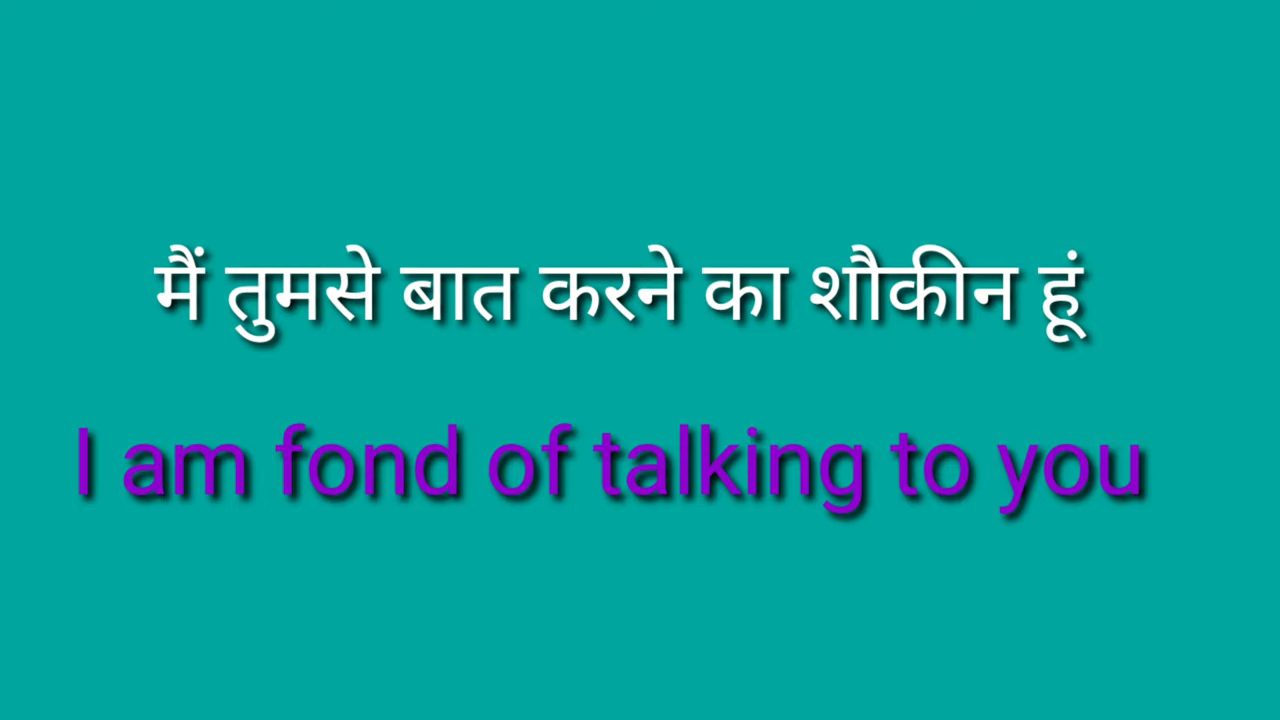 मैं तुमसे बात करने का शौकीन हूं
I am fond of talking to you